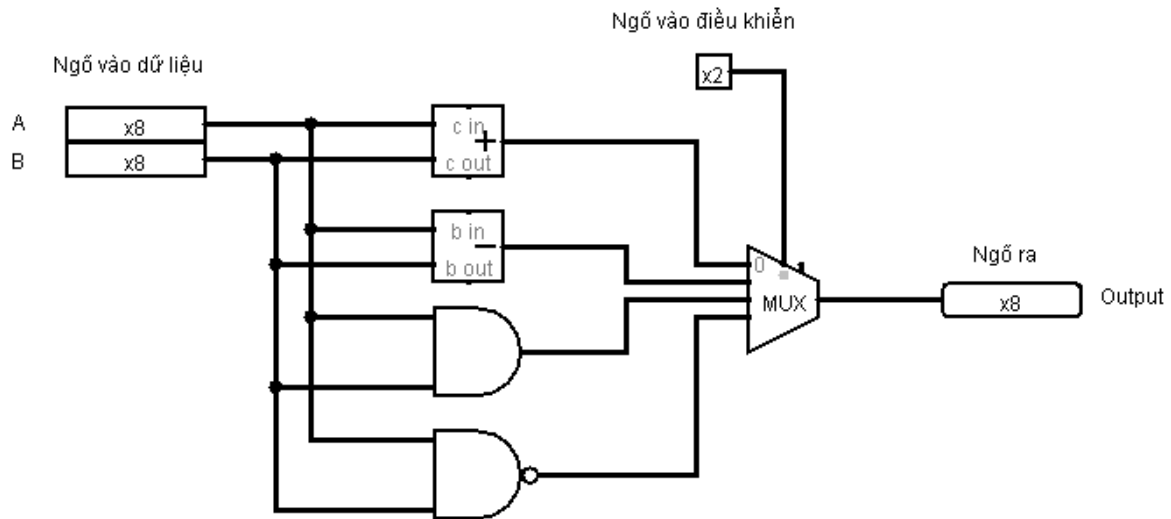 Ngõ vào điều khiển
Ngõ vào dữ liệu
x2
A
x8
c in
+
B
x8
c out
b in
−
b out
0
Ngõ ra
MUX
x8
Output